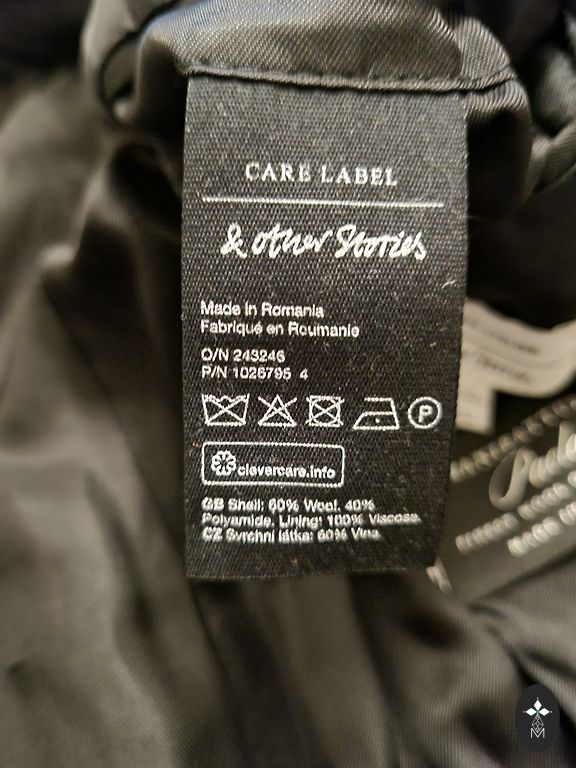 CARE LABEL
& other Stories
Made in Romania
Fabriqué en Roumanie
O/N 243246
P/N 1026795 4
P
clevercare.info
GB Shell: 60% Wool. 40%
Polyamide. Lining: 100% Viscose.
CZ Svrchní látka: 60% Vlna.
M